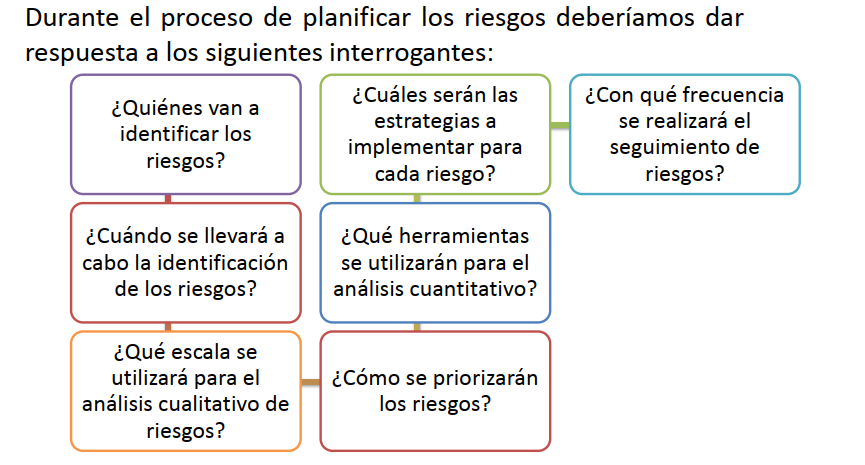 Durante el proceso de planificar los riesgos deberíamos dar
respuesta a los siguientes interrogantes:
¿Quiénes van a
identificar los
riesgos?
¿Cuándo se llevará a
cabo la identificación
de los riesgos?
¿Qué escala se
utilizará para el
análisis cualitativo de
riesgos?
¿Cómo se priorizarán
los riesgos?
¿Qué herramientas
se utilizarán para el
análisis cuantitativo?
¿Cuáles serán las
estrategias a
implementar para
cada riesgo?
¿Con qué frecuencia
se realizará el
seguimiento de
riesgos?